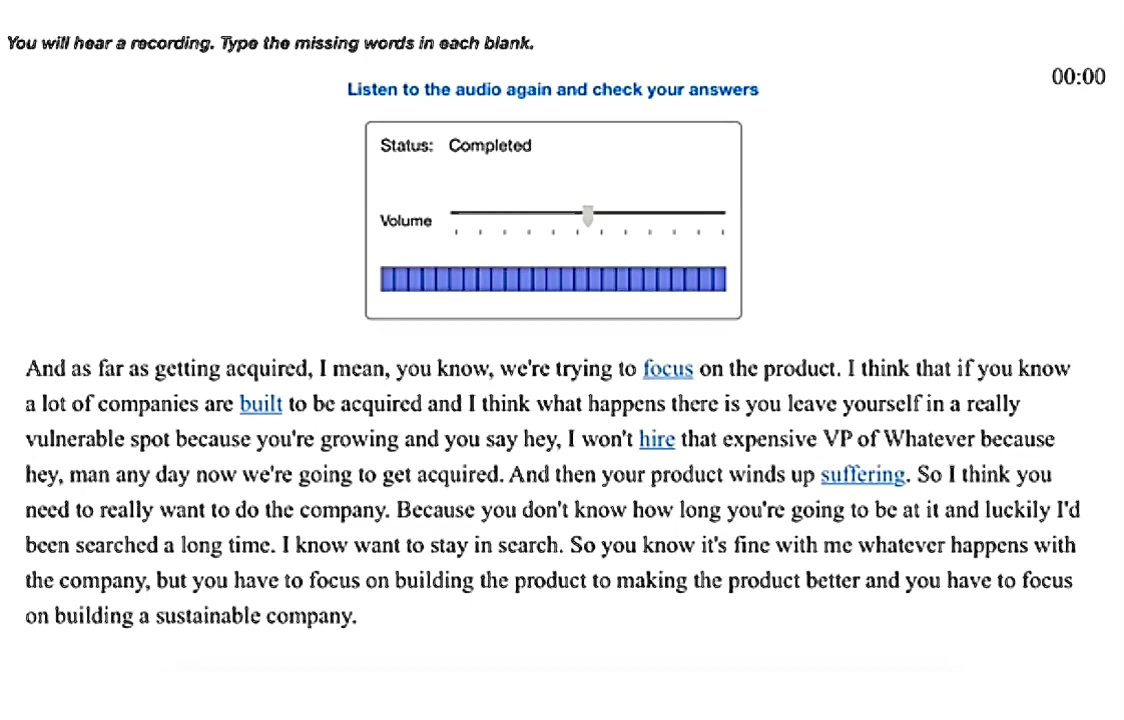 You will hear a recording. Type the missing words in each blank.
00:00
Listen to the audio again and check your answers
Status: Completed
Volume
And as far as getting acquired, I mean, you know, we're trying to focus on the product. I think that if you know
a lot of companies are built to be acquired and I think what happens there is you leave yourself in a really
vulnerable spot because you're growing and you say hey, I won't hire that expensive VP of Whatever because
hey, man any day now we're going to get acquired. And then your product winds up suffering. So I think you
need to really want to do the company. Because you don't know how long you're going to be at it and luckily I'd
been searched a long time. I know want to stay in search. So you know it's fine with me whatever happens with
the company, but you have to focus on building the product to making the product better and you have to focus
on building a sustainable company.